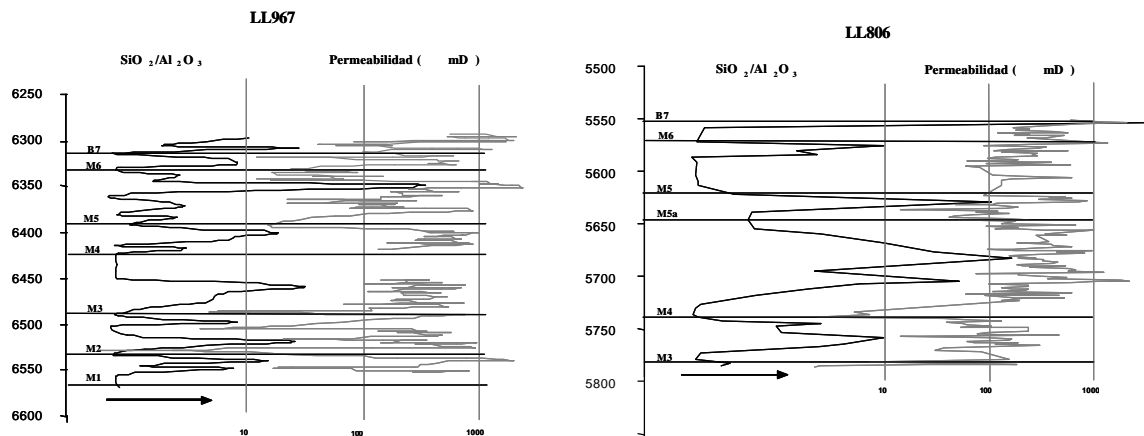 LL967
SiO 2/Al 2O 3
Permeabilidad ( mD )
6250
6300
B7
M6
6350
M5
6400
M4
6450
M3
6500
M2
6550
M1
6600
10
100
1000
LL806
SiO 2/Al 2O 3
Permeabilidad ( mD )
5500
5550
B7
M6
5600
M5
M5a
5650
5700
M4
5750
M3
5800
10
100
1000